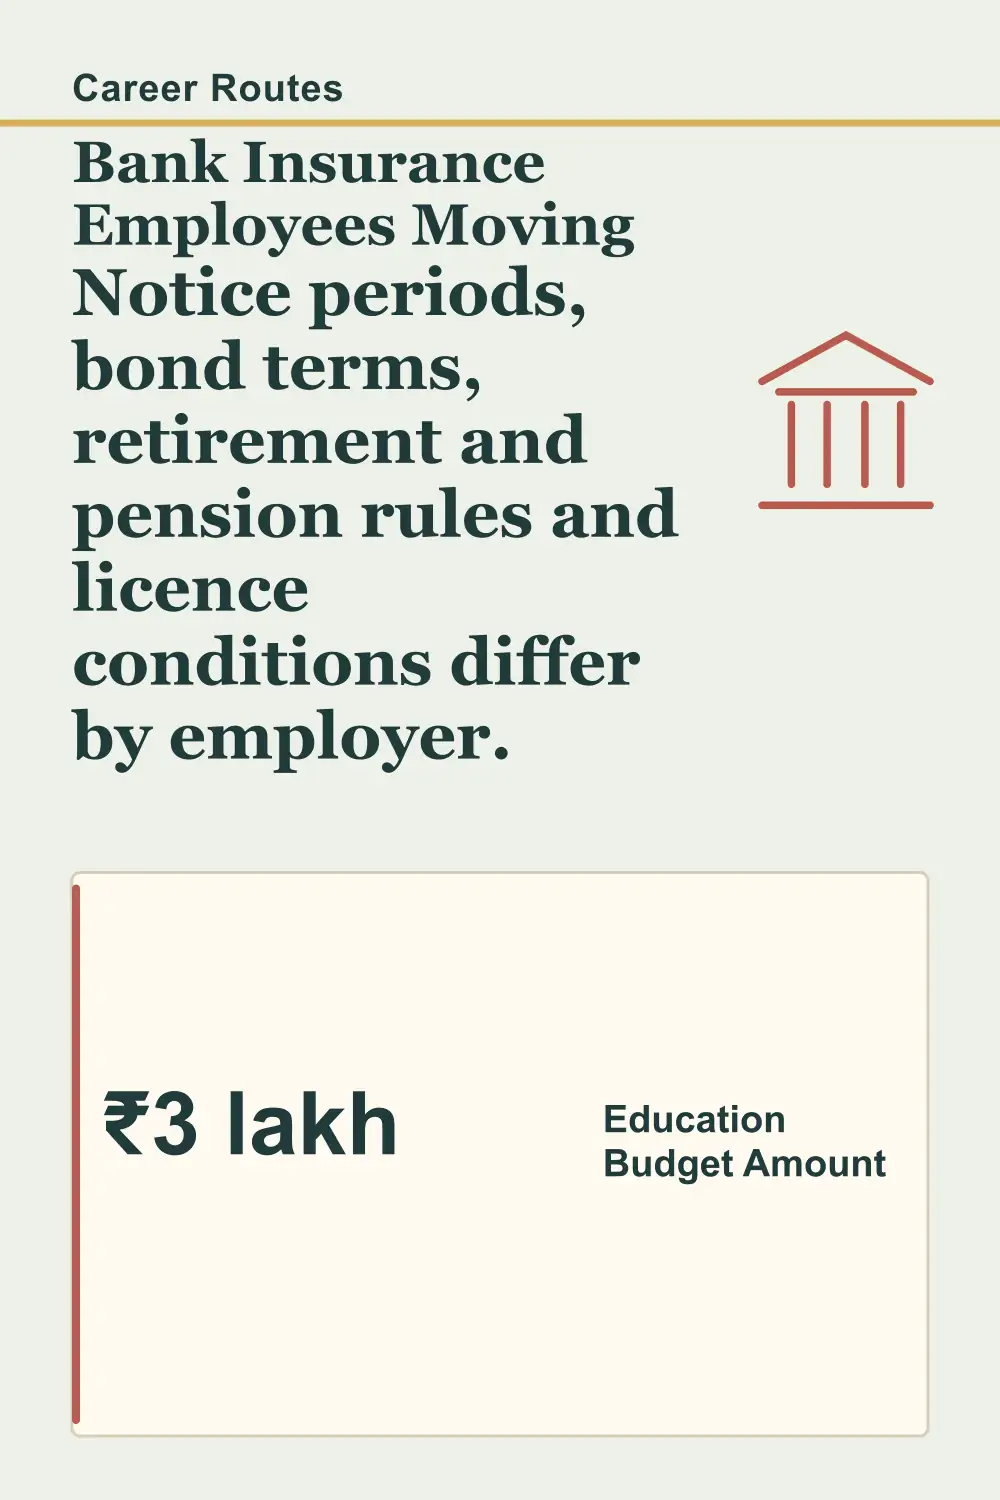 Career Routes
Bank Insurance
Employees Moving
Notice periods,
bond terms,
retirement and
pension rules and
licence
conditions differ
by employer.
₹3 lakh
Education
Budget Amount